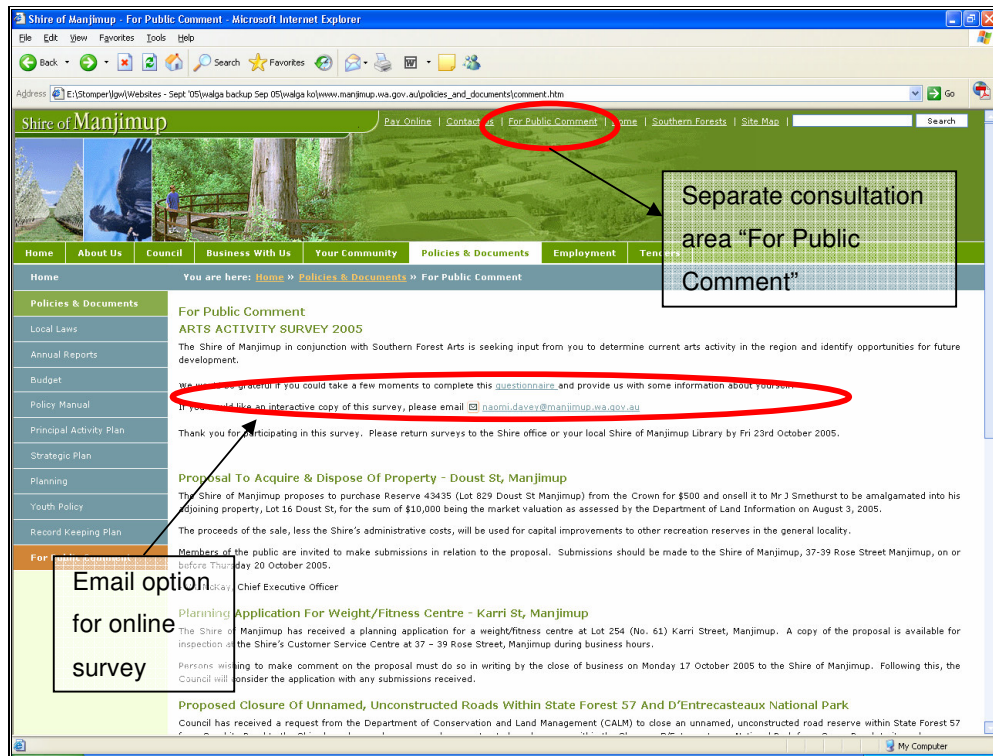 Shire of Manjimup - For Public Comment - Microsoft Internet Explorer
File Edit View Favorites Tools Help
Back Search Favorites
Address E:\Stomper\lgw\Websites - Sept '05\walga backup Sep 05\walga ko\www.manjimup.wa.gov.au\policies_and_documents\comment.htm Go
Shire of Manjimup
Pay Online | Contact Us | For Public Comment | Home | Southern Forests | Site Map | Search
Separate consultation
area “For Public
Comment”
Home About Us Council Business With Us Your Community Policies & Documents Employment Tenders
Home
You are here: Home » Policies & Documents » For Public Comment
Policies & Documents
Local Laws
Annual Reports
Budget
Policy Manual
Principal Activity Plan
Strategic Plan
Planning
Youth Policy
Record Keeping Plan
For Public Comment
For Public Comment
ARTS ACTIVITY SURVEY 2005
The Shire of Manjimup in conjunction with Southern Forest Arts is seeking input from you to determine current arts activity in the region and identify opportunities for future
development.
We would be grateful if you could take a few moments to complete this questionnaire and provide us with some information about yourself.
If you would like an interactive copy of this survey, please email naomi.davey@manjimup.wa.gov.au
Thank you for participating in this survey. Please return surveys to the Shire office or your local Shire of Manjimup Library by Fri 23rd October 2005.
Proposal To Acquire & Dispose Of Property - Doust St, Manjimup
The Shire of Manjimup proposes to purchase Reserve 43435 (Lot 829 Doust St Manjimup) from the Crown for $500 and onsell it to Mr J Smethurst to be amalgamated into his
adjoining property, Lot 16 Doust St, for the sum of $10,000 being the market valuation as assessed by the Department of Land Information on August 3, 2005.
The proceeds of the sale, less the Shire's administrative costs, will be used for capital improvements to other recreation reserves in the general locality.
Members of the public are invited to make submissions in relation to the proposal. Submissions should be made to the Shire of Manjimup, 37-39 Rose Street Manjimup, on or
before Thursday 20 October 2005.
McKay, Chief Executive Officer
Email option
for online
survey
Planning Application For Weight/Fitness Centre - Karri St, Manjimup
The Shire of Manjimup has received a planning application for a weight/fitness centre at Lot 254 (No. 61) Karri Street, Manjimup. A copy of the proposal is available for
inspection at the Shire's Customer Service Centre at 37 – 39 Rose Street, Manjimup during business hours.
Persons wishing to make comment on the proposal must do so in writing by the close of business on Monday 17 October 2005 to the Shire of Manjimup. Following this, the
Council will consider the application with any submissions received.
Proposed Closure Of Unnamed, Unconstructed Roads Within State Forest 57 And D'Entrecasteaux National Park
Council has received a request from the Department of Conservation and Land Management (CALM) to close an unnamed, unconstructed road reserve within State Forest 57
My Computer